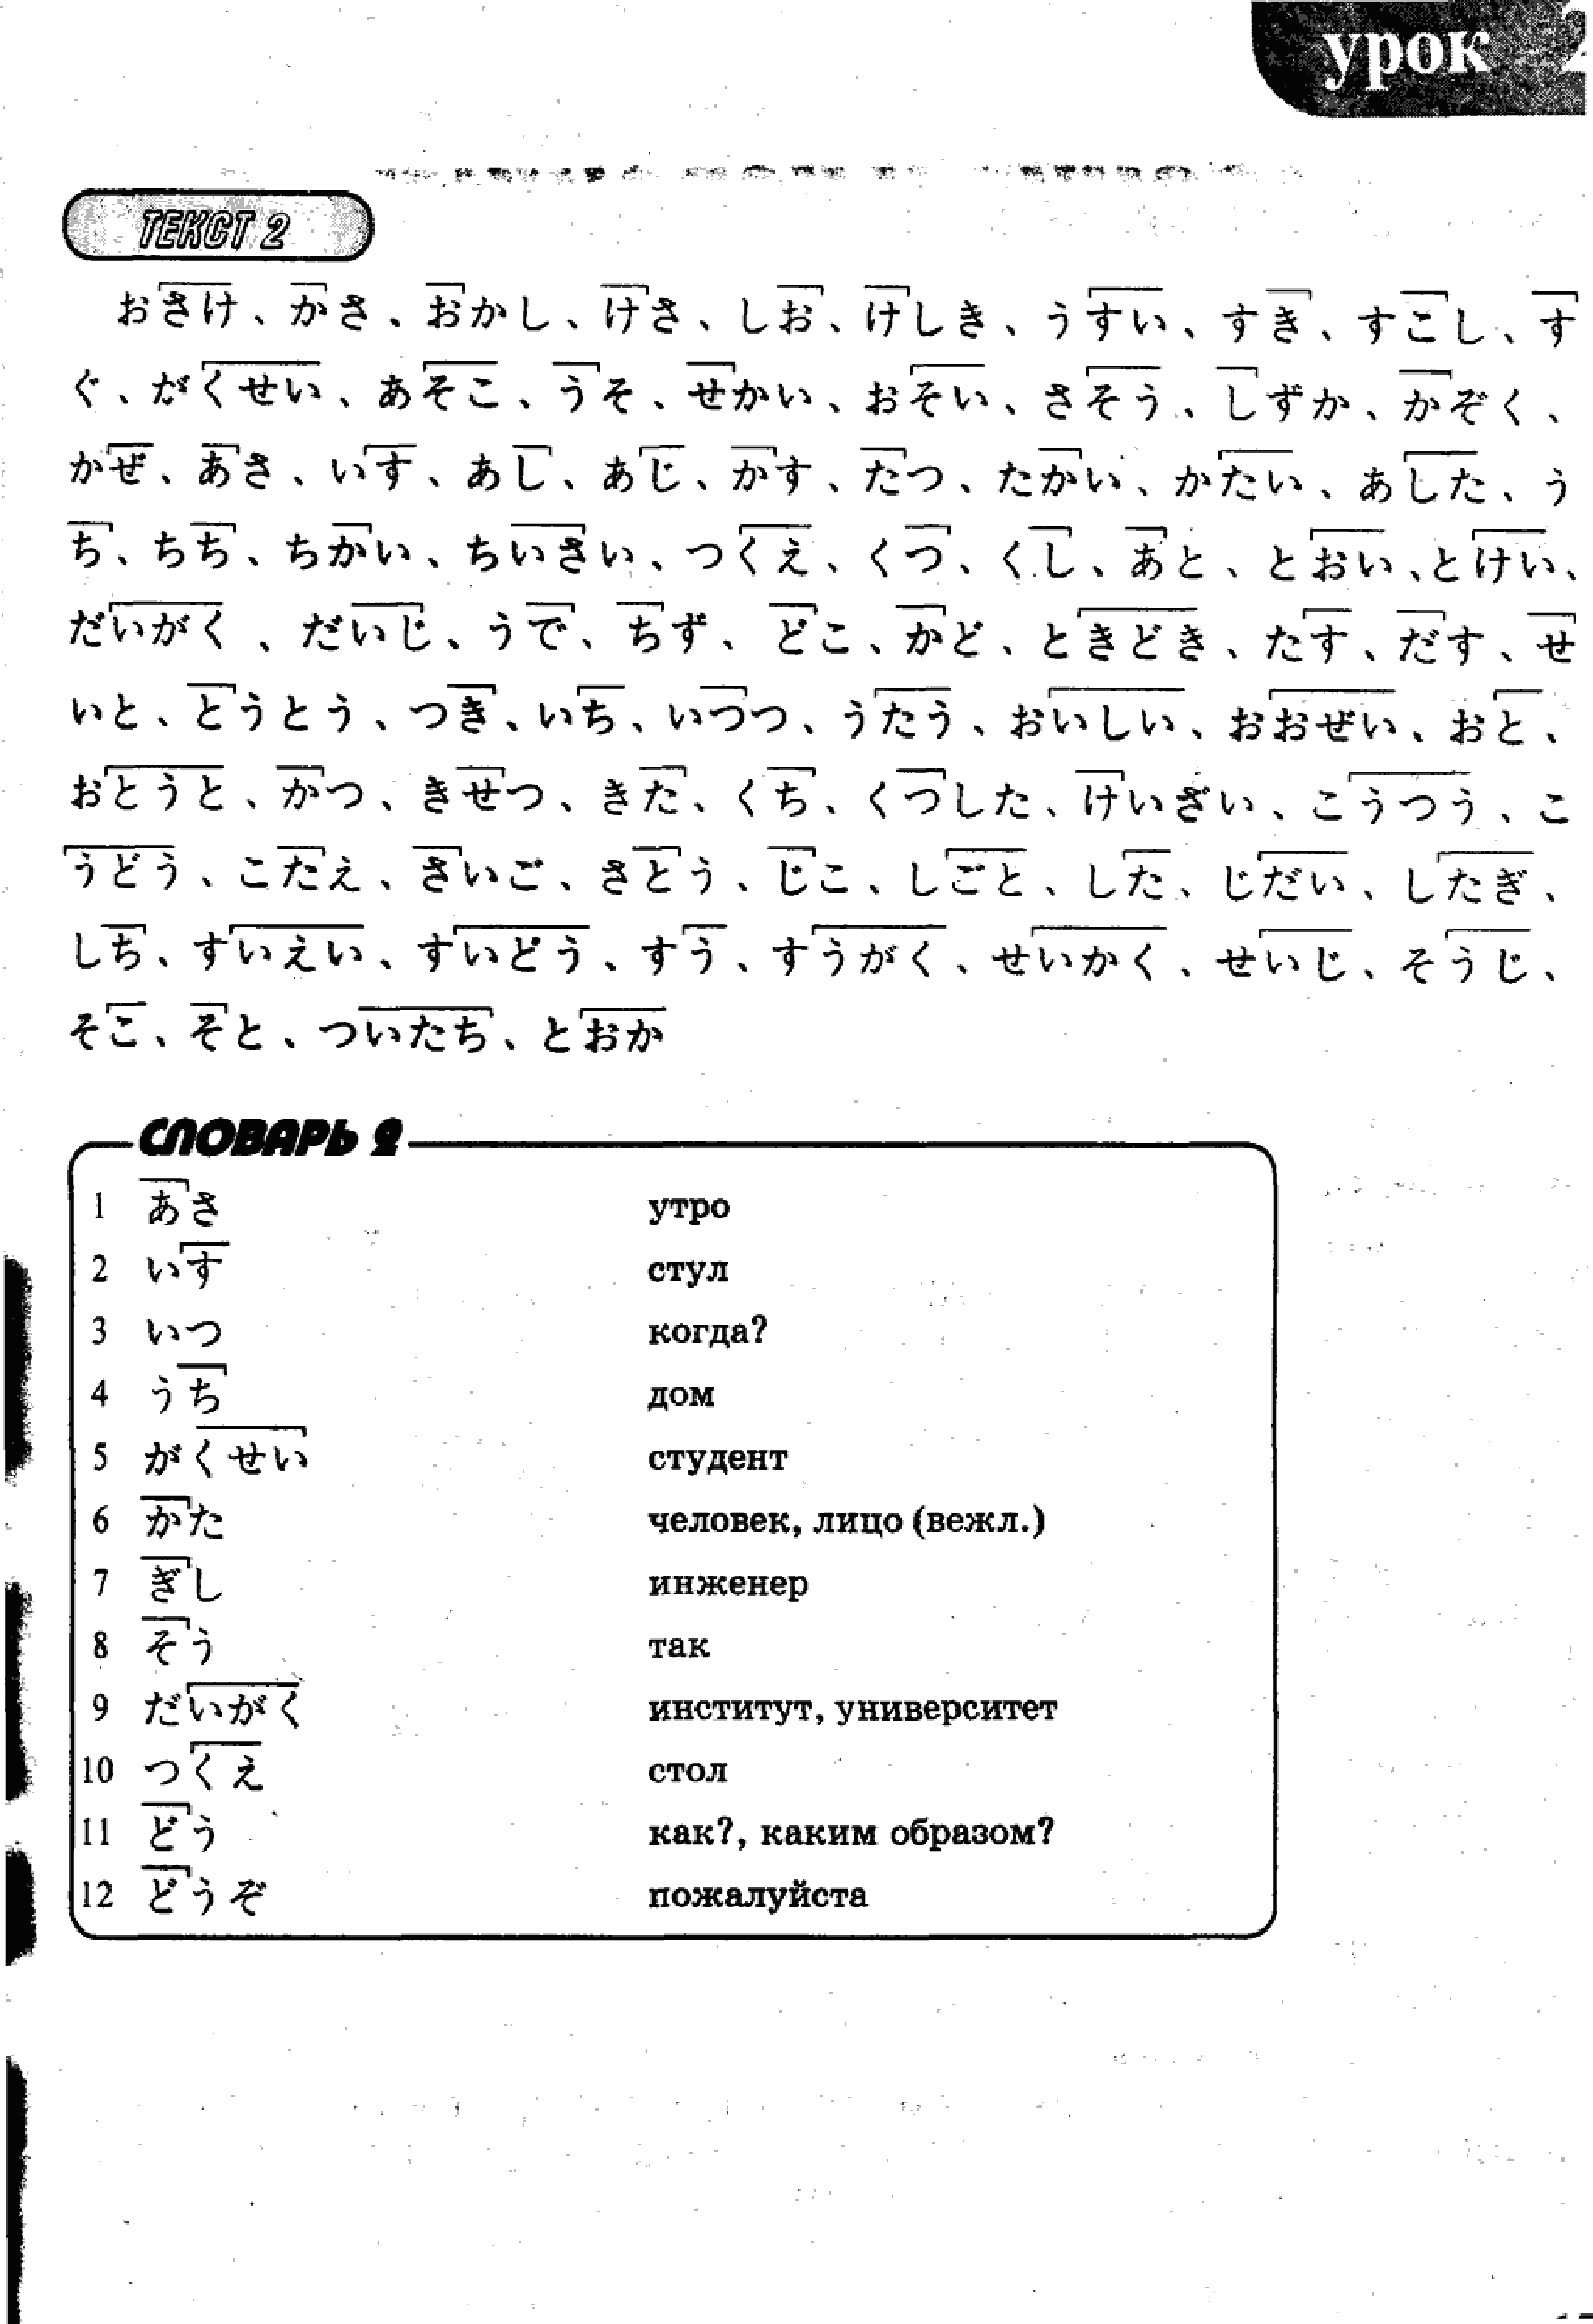 урок 2
ТЕКСТ 2
おさけ、かさ、おかし、けさ、しお、けしき、うすい、すき、すこし、す
ぐ、がくせい、あそこ、うそ、せかい、おそい、さそう、しずか、かぞく、
かぜ、あさ、いす、あし、あじ、かす、たつ、たかい、かたい、あした、う
ち、ちち、ちかい、ちいさい、つくえ、くつ、くし、あと、とおい、とけい、
だいがく、だいじ、うで、ちず、どこ、かど、ときどき、たす、だす、せ
いと、とうとう、つき、いち、いつつ、うたう、おいしい、おおぜい、おと、
おとうと、かつ、きせつ、きた、くち、くつした、けいざい、こうつう、こ
うどう、こたえ、さいご、さとう、じこ、しごと、した、じだい、したぎ、
しち、すいえい、すいどう、すう、すうがく、せいかく、せいじ、そうじ、
そこ、そと、ついたち、とおか
СЛОВАРЬ 2
1 あさ утро
2 いす стул
3 いつ когда?
4 うち дом
5 がくせい студент
6 かた человек, лицо (вежл.)
7 ぎし инженер
8 そう так
9 だいがく институт, университет
10 つくえ стол
11 どう как?, каким образом?
12 どうぞ пожалуйста